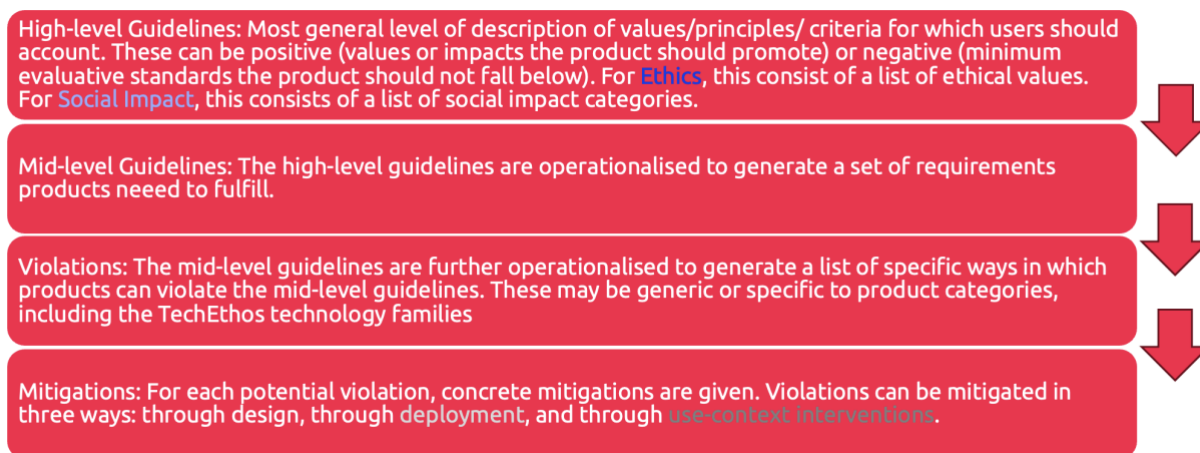 High-level Guidelines: Most general level of description of values/principles/ criteria for which users should
account. These can be positive (values or impacts the product should promote) or negative (minimum
evaluative standards the product should not fall below). For Ethics, this consist of a list of ethical values.
For Social Impact, this consists of a list of social impact categories.
Mid-level Guidelines: The high-level guidelines are operationalised to generate a set of requirements
products neeed to fulfill.
Violations: The mid-level guidelines are further operationalised to generate a list of specific ways in which
products can violate the mid-level guidelines. These may be generic or specific to product categories,
including the TechEthos technology families
Mitigations: For each potential violation, concrete mitigations are given. Violations can be mitigated in
three ways: through design, through deployment, and through use-context interventions.